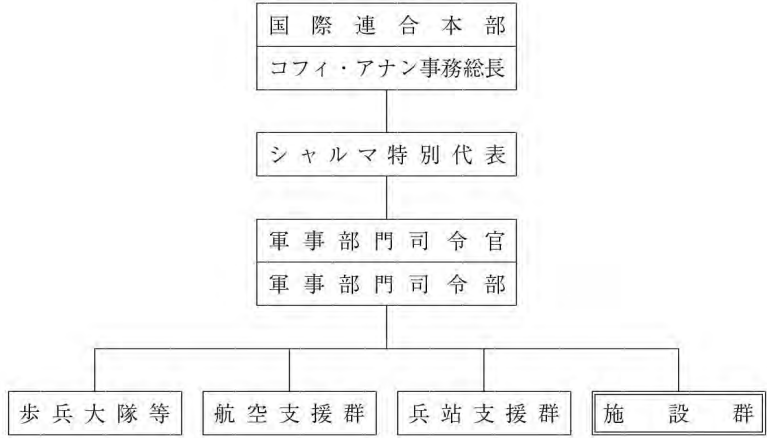 国際連合本部
コフィ・アナン事務総長
シャルマ特別代表
軍事部門司令官
軍事部門司令部
歩兵大隊等
航空支援群
兵站支援群
施設群